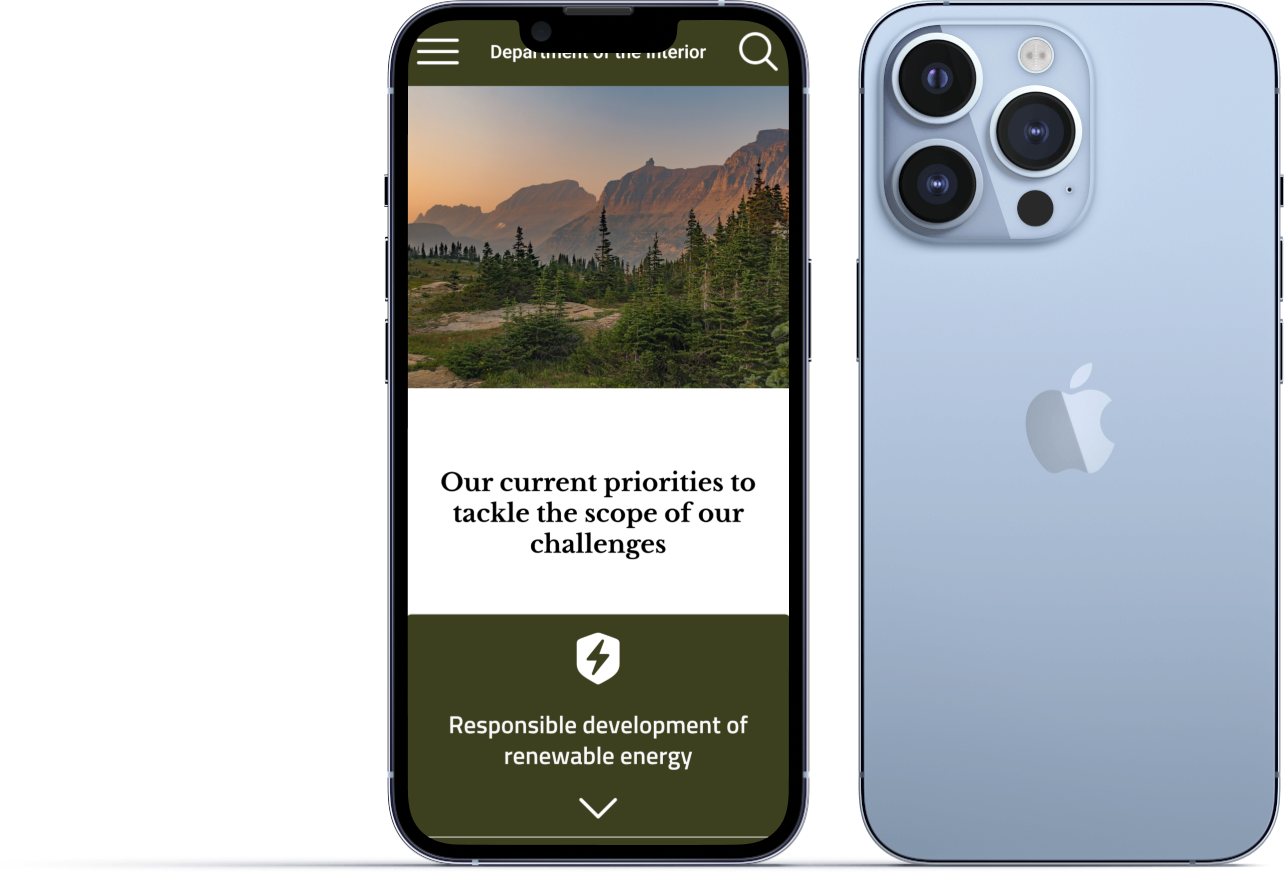 Department of the Interior
Our current priorities to
tackle the scope of our
challenges
Responsible development of
renewable energy